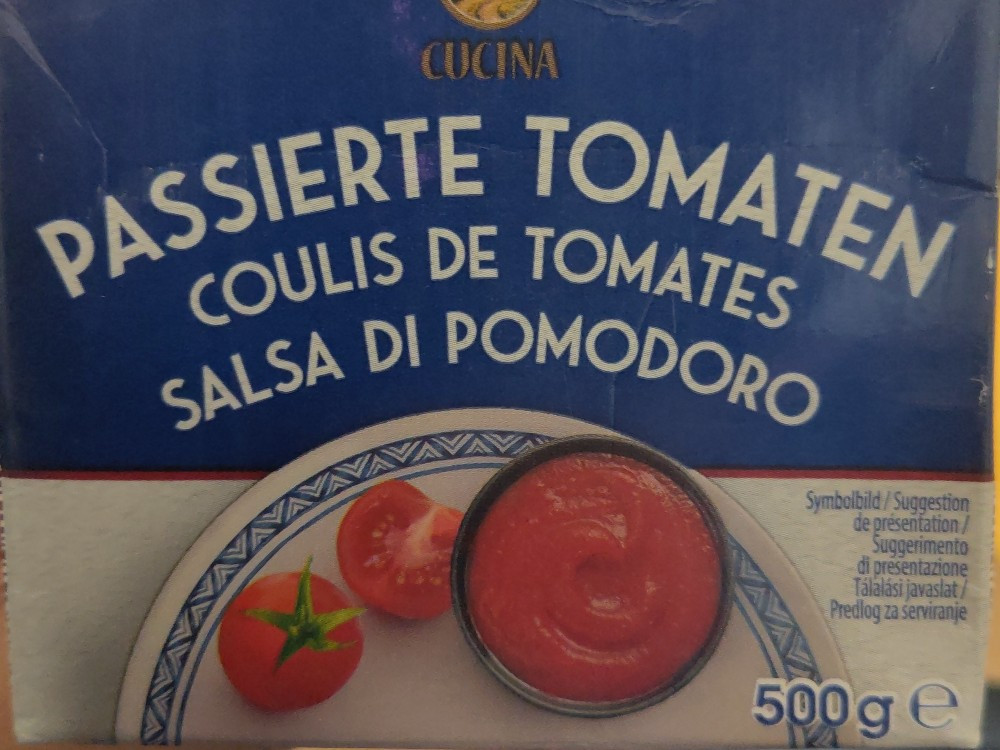 CUCINA
PASSIERTE TOMATEN
COULIS DE TOMATES
SALSA DI POMODORO
Symbolbild / Suggestion
de présentation /
Suggerimento
di presentazione
Tálalási javaslat /
Predlog za serviranje
500 g ℮